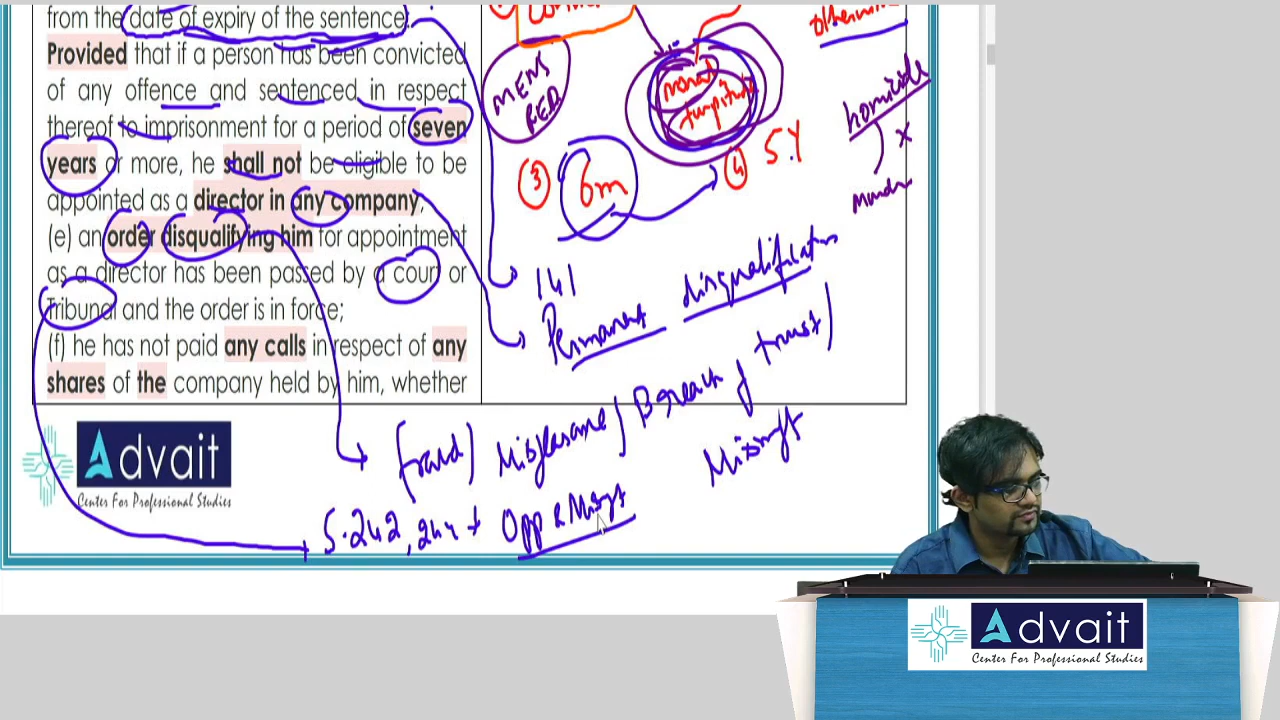 from the date of expiry of the sentence:
Provided that if a person has been convicted
of any offence and sentenced in respect
thereof to imprisonment for a period of seven
years or more, he shall not be eligible to be
appointed as a director in any company;
(e) an order disqualifying him for appointment
as a director has been passed by a court or
Tribunal and the order is in force;
(f) he has not paid any calls in respect of any
shares of the company held by him, whether
MENS
moral
turpitude
homicide
X
③ 6m
④ 5.Y
141
Permanent disqualification
fraud) Misfeasance / Breach of trust /
S.242, 244 + Opp & Mismgt
Mismgt
Advait
Center For Professional Studies
Advait
Center For Professional Studies